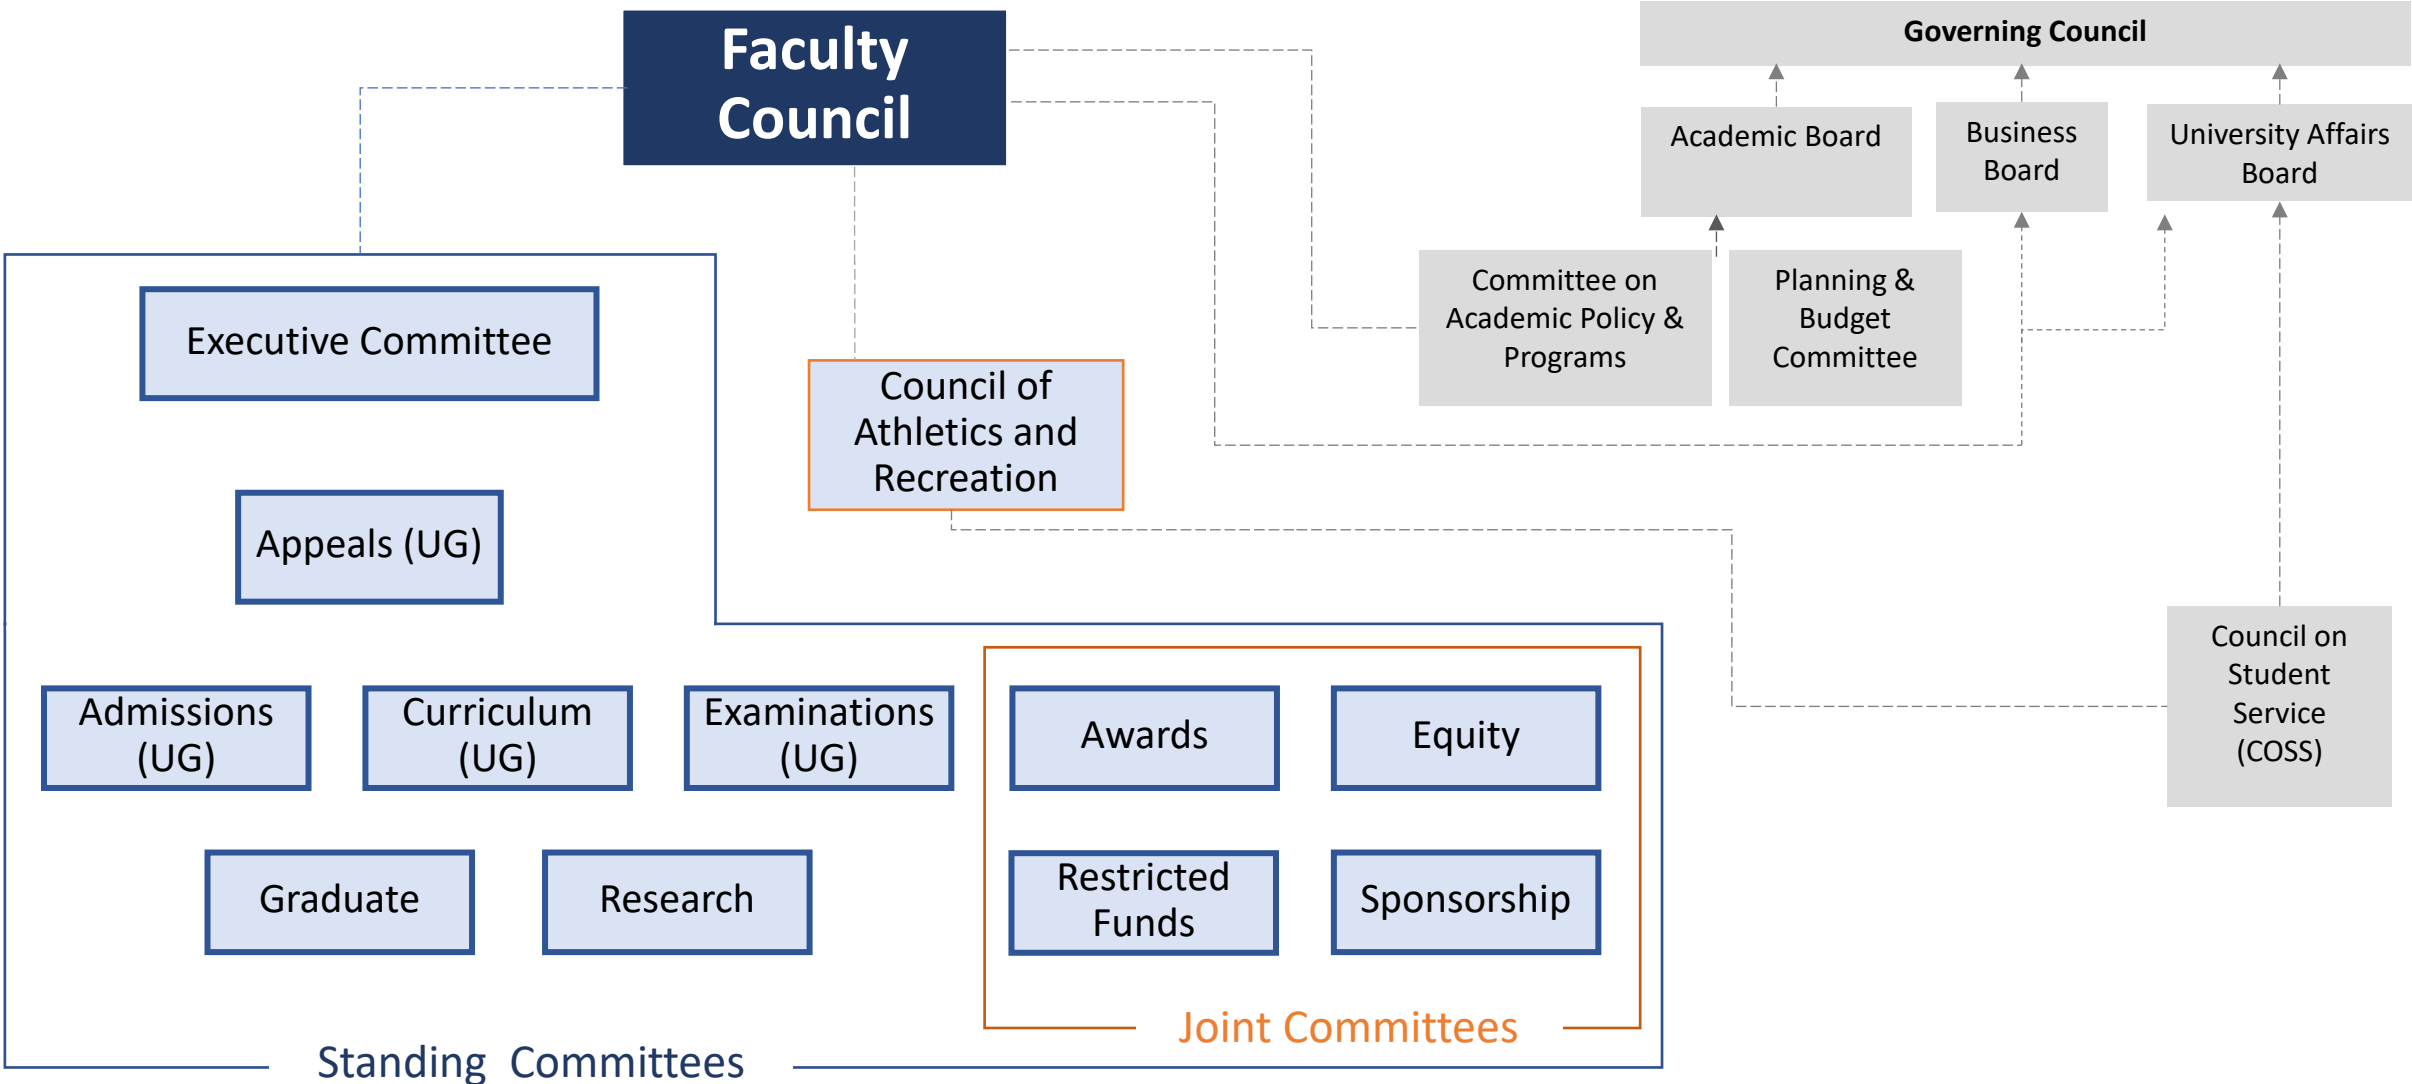 Faculty
Council
Governing Council
Academic Board
Business
Board
University Affairs
Board
Committee on
Academic Policy &
Programs
Planning &
Budget
Committee
Executive Committee
Council of
Athletics and
Recreation
Appeals (UG)
Council on
Student
Service
(COSS)
Admissions
(UG)
Curriculum
(UG)
Examinations
(UG)
Awards
Equity
Graduate
Research
Restricted
Funds
Sponsorship
Joint Committees
Standing  Committees